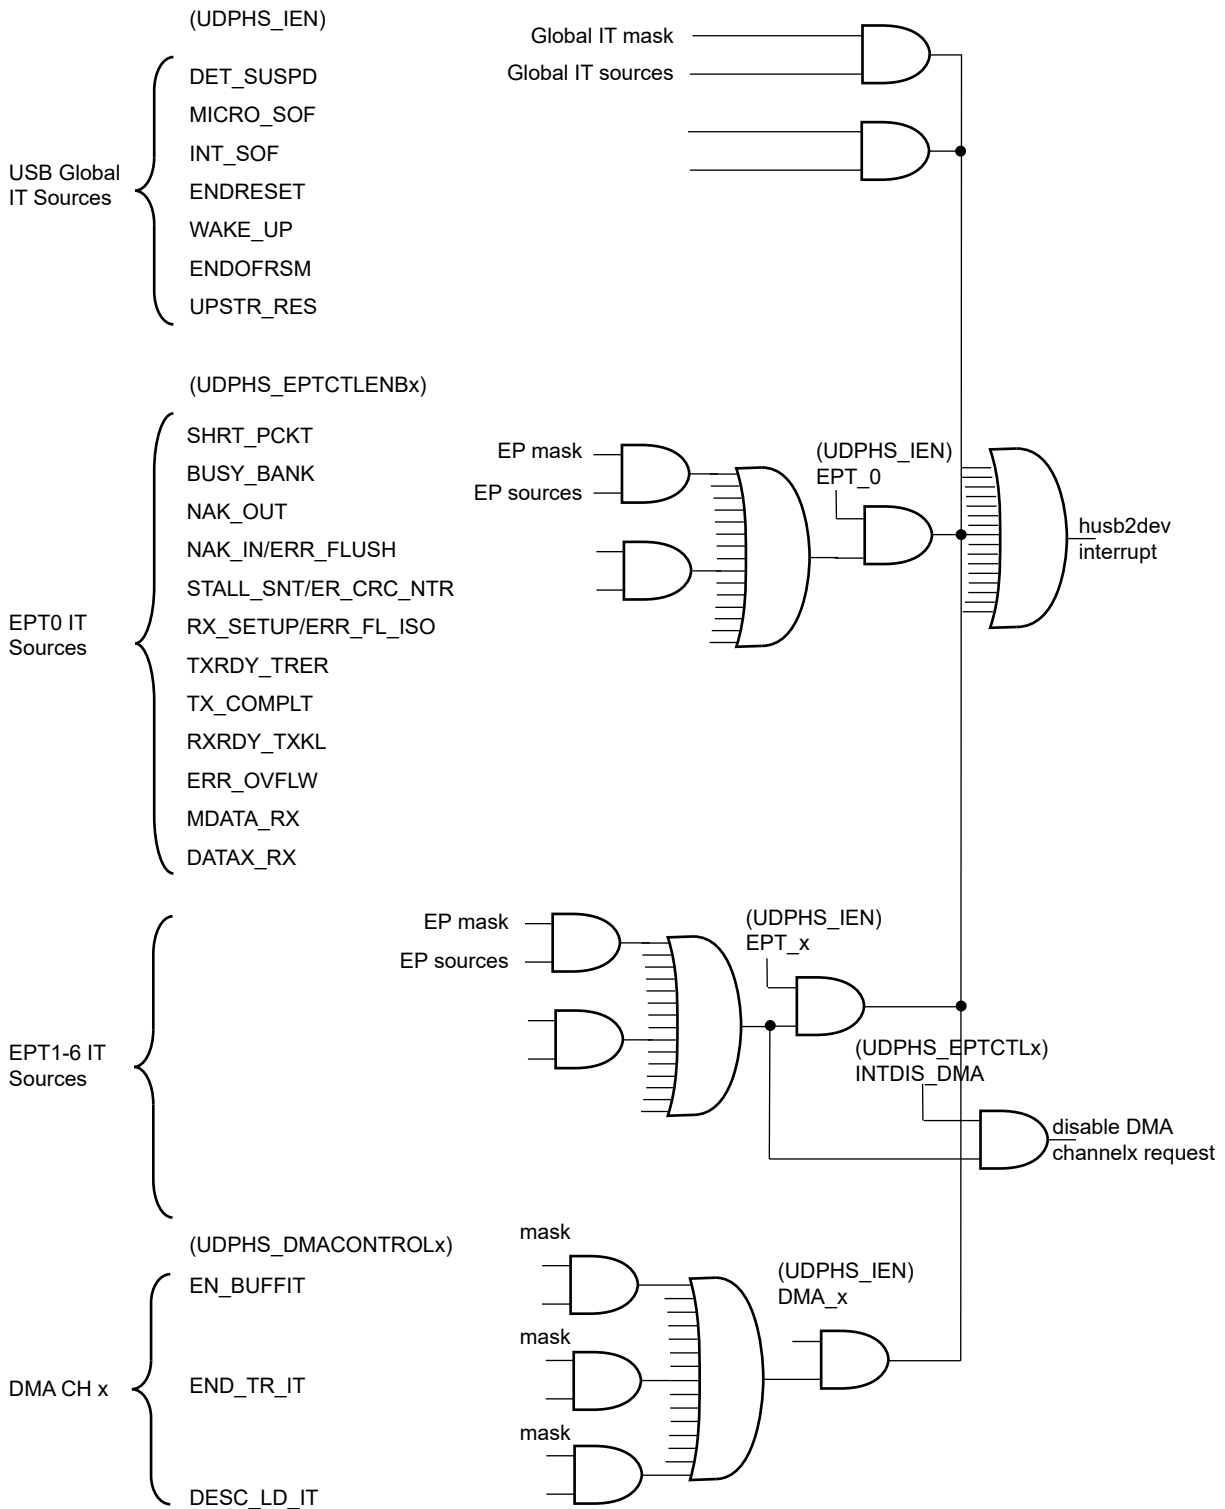 (UDPHS_IEN)
Global IT mask
Global IT sources
DET_SUSPD
MICRO_SOF
INT_SOF
ENDRESET
WAKE_UP
ENDOFRSM
UPSTR_RES
USB Global
IT Sources
(UDPHS_EPTCTLENBx)
SHRT_PCKT
BUSY_BANK
NAK_OUT
NAK_IN/ERR_FLUSH
STALL_SNT/ER_CRC_NTR
RX_SETUP/ERR_FL_ISO
TXRDY_TRER
TX_COMPLT
RXRDY_TXKL
ERR_OVFLW
MDATA_RX
DATAX_RX
EPT0 IT
Sources
EP mask
EP sources
(UDPHS_IEN)
EPT_0
husb2dev
interrupt
EPT1-6 IT
Sources
EP mask
EP sources
(UDPHS_IEN)
EPT_x
(UDPHS_EPTCTLx)
INTDIS_DMA
disable DMA
channelx request
(UDPHS_DMACONTROLx)
EN_BUFFIT
END_TR_IT
DESC_LD_IT
DMA CH x
mask
mask
mask
(UDPHS_IEN)
DMA_x